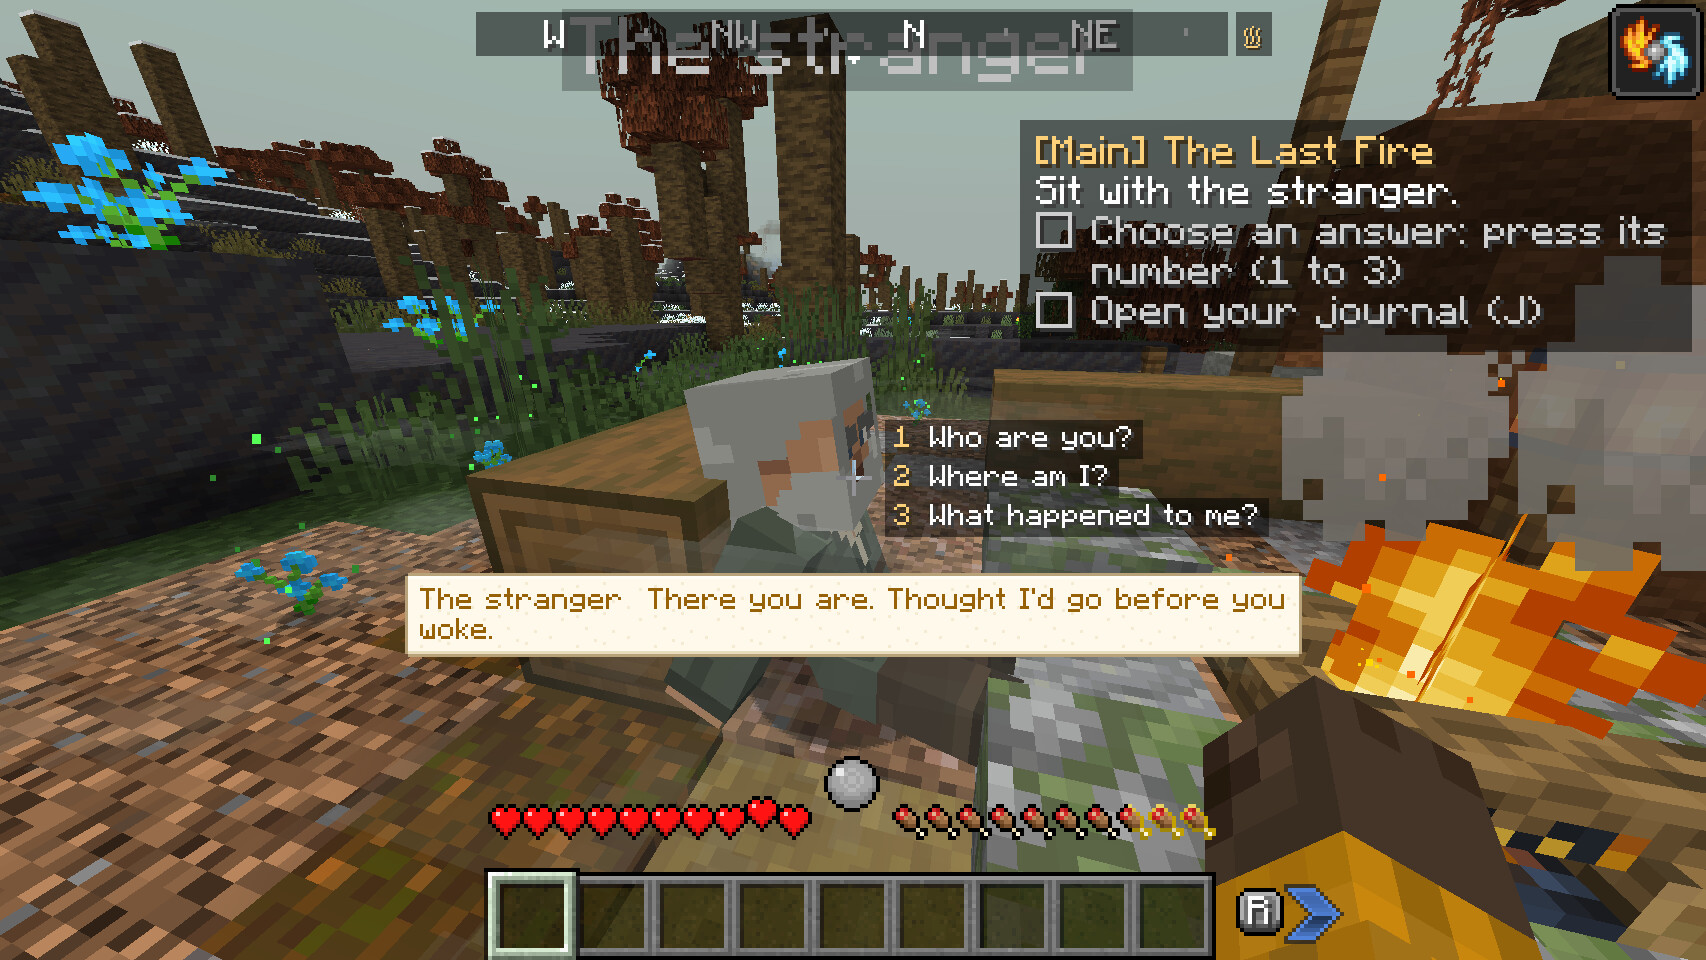 W NW N NE
The stranger
[Main] The Last Fire
Sit with the stranger.
Choose an answer: press its
number (1 to 3)
Open your journal (J)
1 Who are you?
2 Where am I?
3 What happened to me?
The stranger There you are. Thought I'd go before you
woke.
R